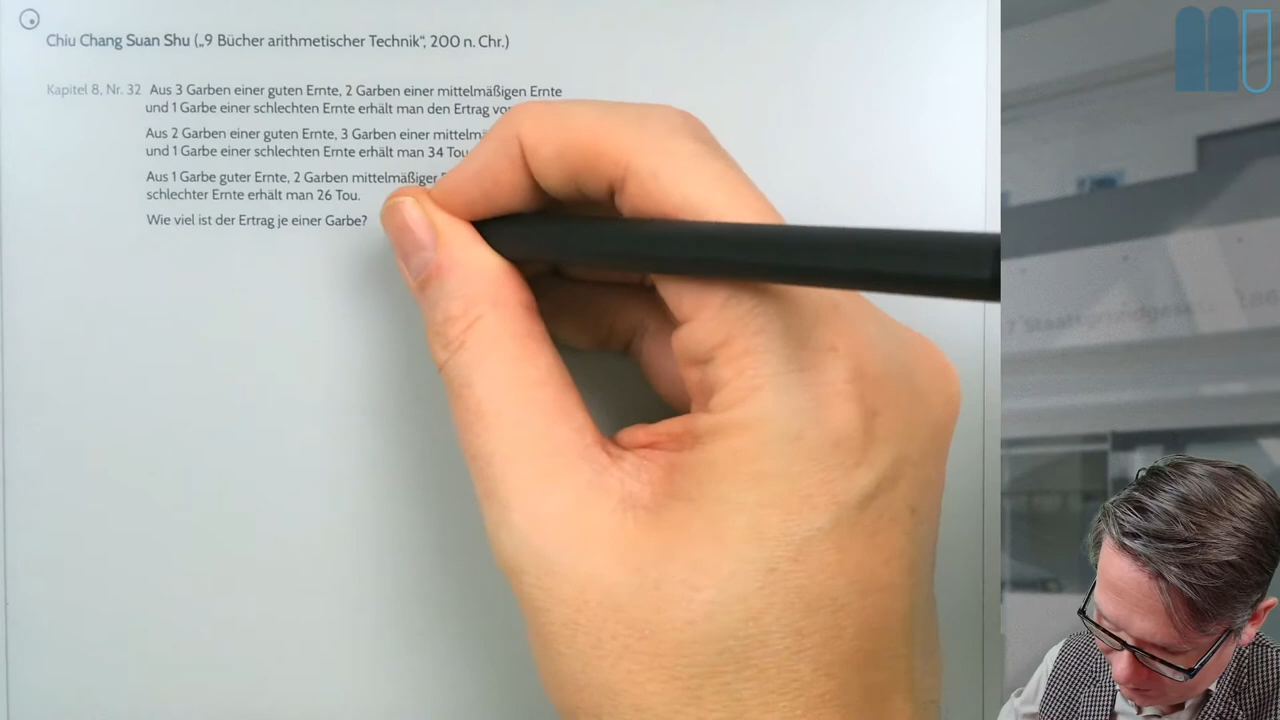 Chiu Chang Suan Shu („9 Bücher arithmetischer Technik“, 200 n. Chr.)
Kapitel 8, Nr. 32 Aus 3 Garben einer guten Ernte, 2 Garben einer mittelmäßigen Ernte
und 1 Garbe einer schlechten Ernte erhält man den Ertrag
Aus 2 Garben einer guten Ernte, 3 Garben einer
und 1 Garbe einer schlechten Ernte erhält man 34
Aus 1 Garbe guter Ernte, 2 Garben mittelmäßiger
schlechter Ernte erhält man 26 Tou.
Wie viel ist der Ertrag je einer Garbe?